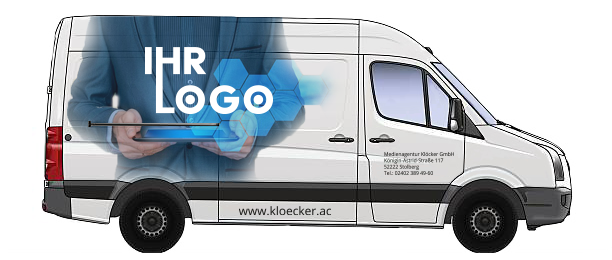 IHR
LOGO
Medienagentur Klöcker GmbH
Königin-Astrid-Straße 117
52222 Stolberg
Tel.: 02402 389 49-60
www.kloecker.ac